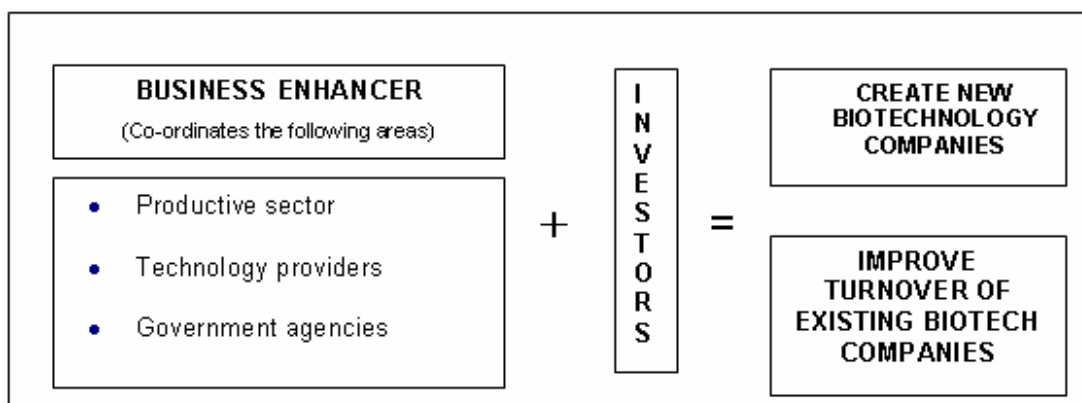 BUSINESS ENHANCER
(Co-ordinates the following areas)
• Productive sector
• Technology providers
• Government agencies
+
INVESTORS
=
CREATE NEW
BIOTECHNOLOGY
COMPANIES
IMPROVE
TURNOVER OF
EXISTING BIOTECH
COMPANIES